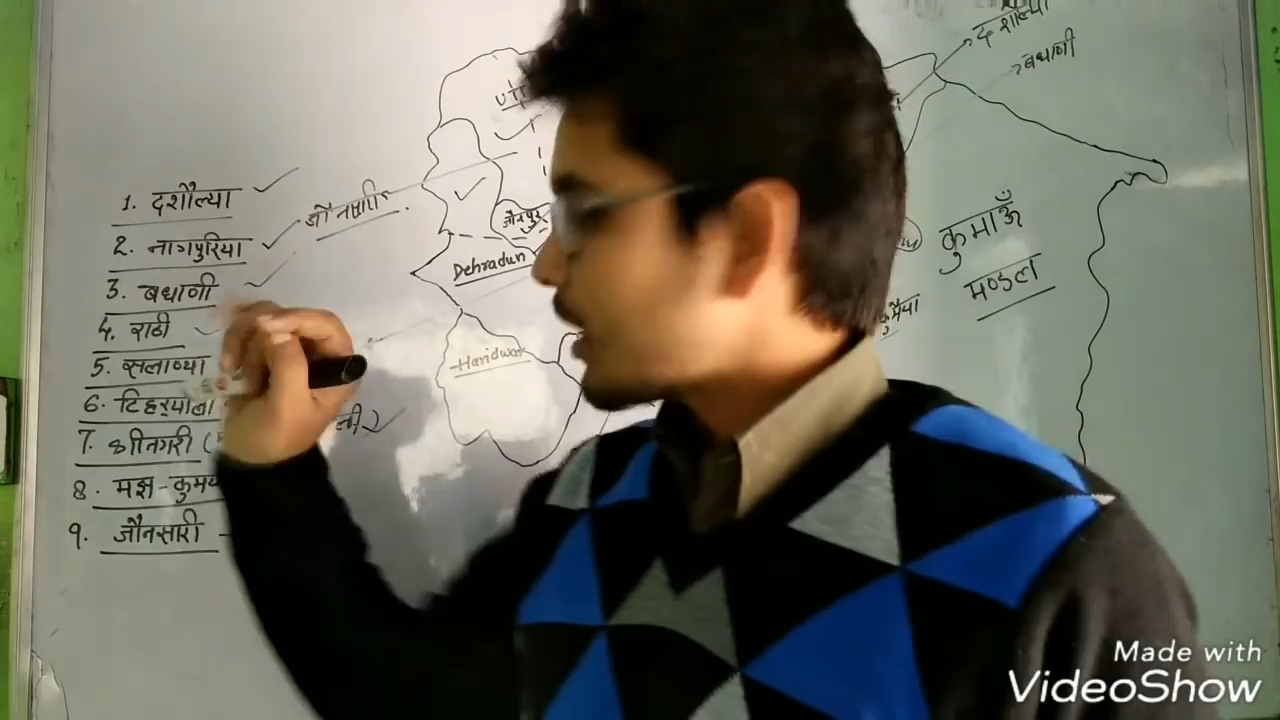 1. दशौल्या
2. नागपुरिया
3. बधाणी
4. राठी
5. सलाण्या
6. टिहरयाली
7. श्रीनगरी (
8. मझ-कुमय
9. जौनसारी -
जौनसारी
जौनपुर
Dehradun
Haridwar
दशौल्या
बधाणी
कुमाऊँ
मण्डल
Made with
VideoShow